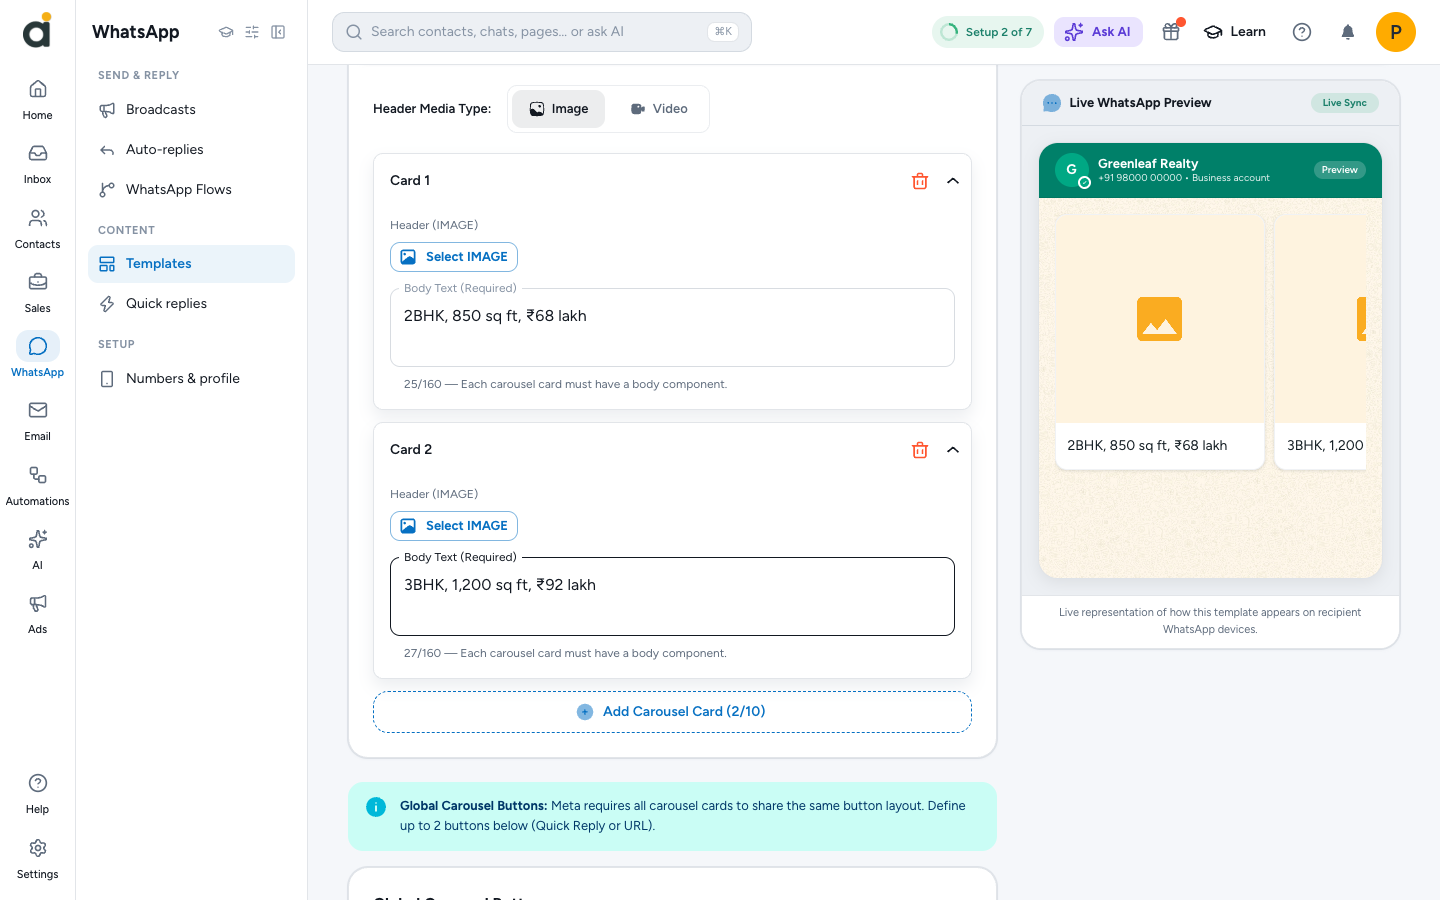 WhatsApp
Search contacts, chats, pages... or ask AI
⌘K
Setup 2 of 7
Ask AI
Learn
P
Home
Inbox
Contacts
Sales
WhatsApp
Email
Automations
AI
Ads
Help
Settings
SEND & REPLY
Broadcasts
Auto-replies
WhatsApp Flows
CONTENT
Templates
Quick replies
SETUP
Numbers & profile
Header Media Type:
Image
Video
Card 1
Header (IMAGE)
Select IMAGE
Body Text (Required)
2BHK, 850 sq ft, ₹68 lakh
25/160 — Each carousel card must have a body component.
Card 2
Header (IMAGE)
Select IMAGE
Body Text (Required)
3BHK, 1,200 sq ft, ₹92 lakh
27/160 — Each carousel card must have a body component.
Add Carousel Card (2/10)
Global Carousel Buttons: Meta requires all carousel cards to share the same button layout. Define
up to 2 buttons below (Quick Reply or URL).
Live WhatsApp Preview
Live Sync
G
Greenleaf Realty
+91 98000 00000 • Business account
Preview
2BHK, 850 sq ft, ₹68 lakh
3BHK, 1,200
Live representation of how this template appears on recipient
WhatsApp devices.